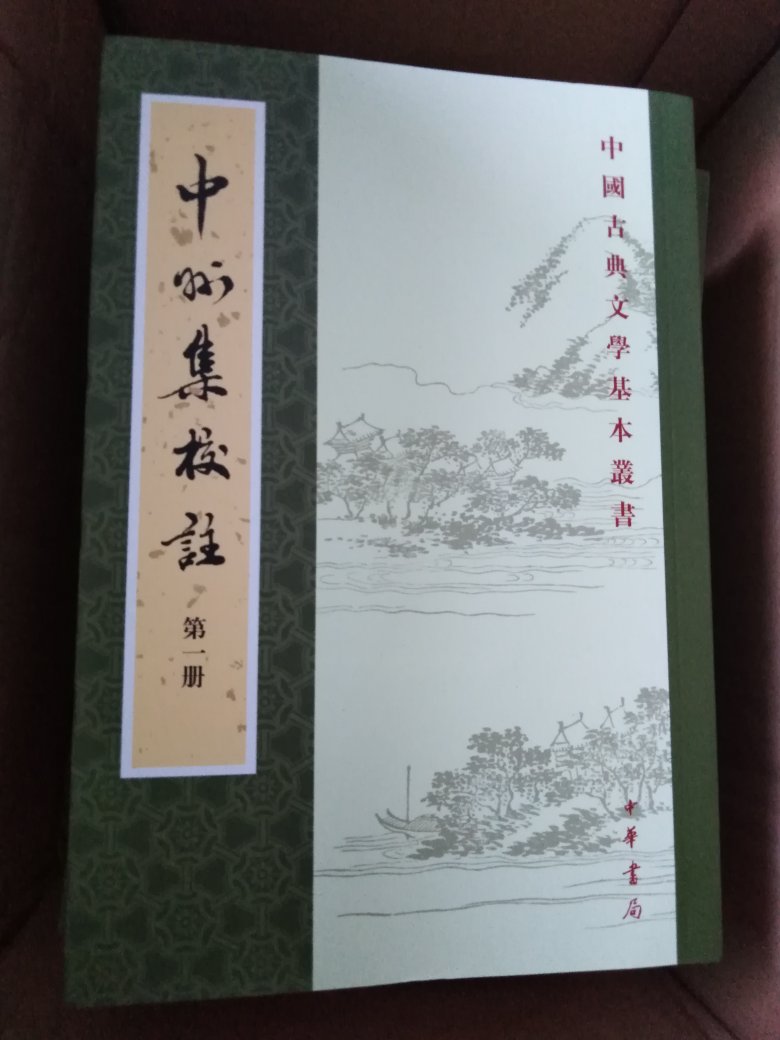 中國古典文學基本叢書
中州集校註
第一册
中華書局